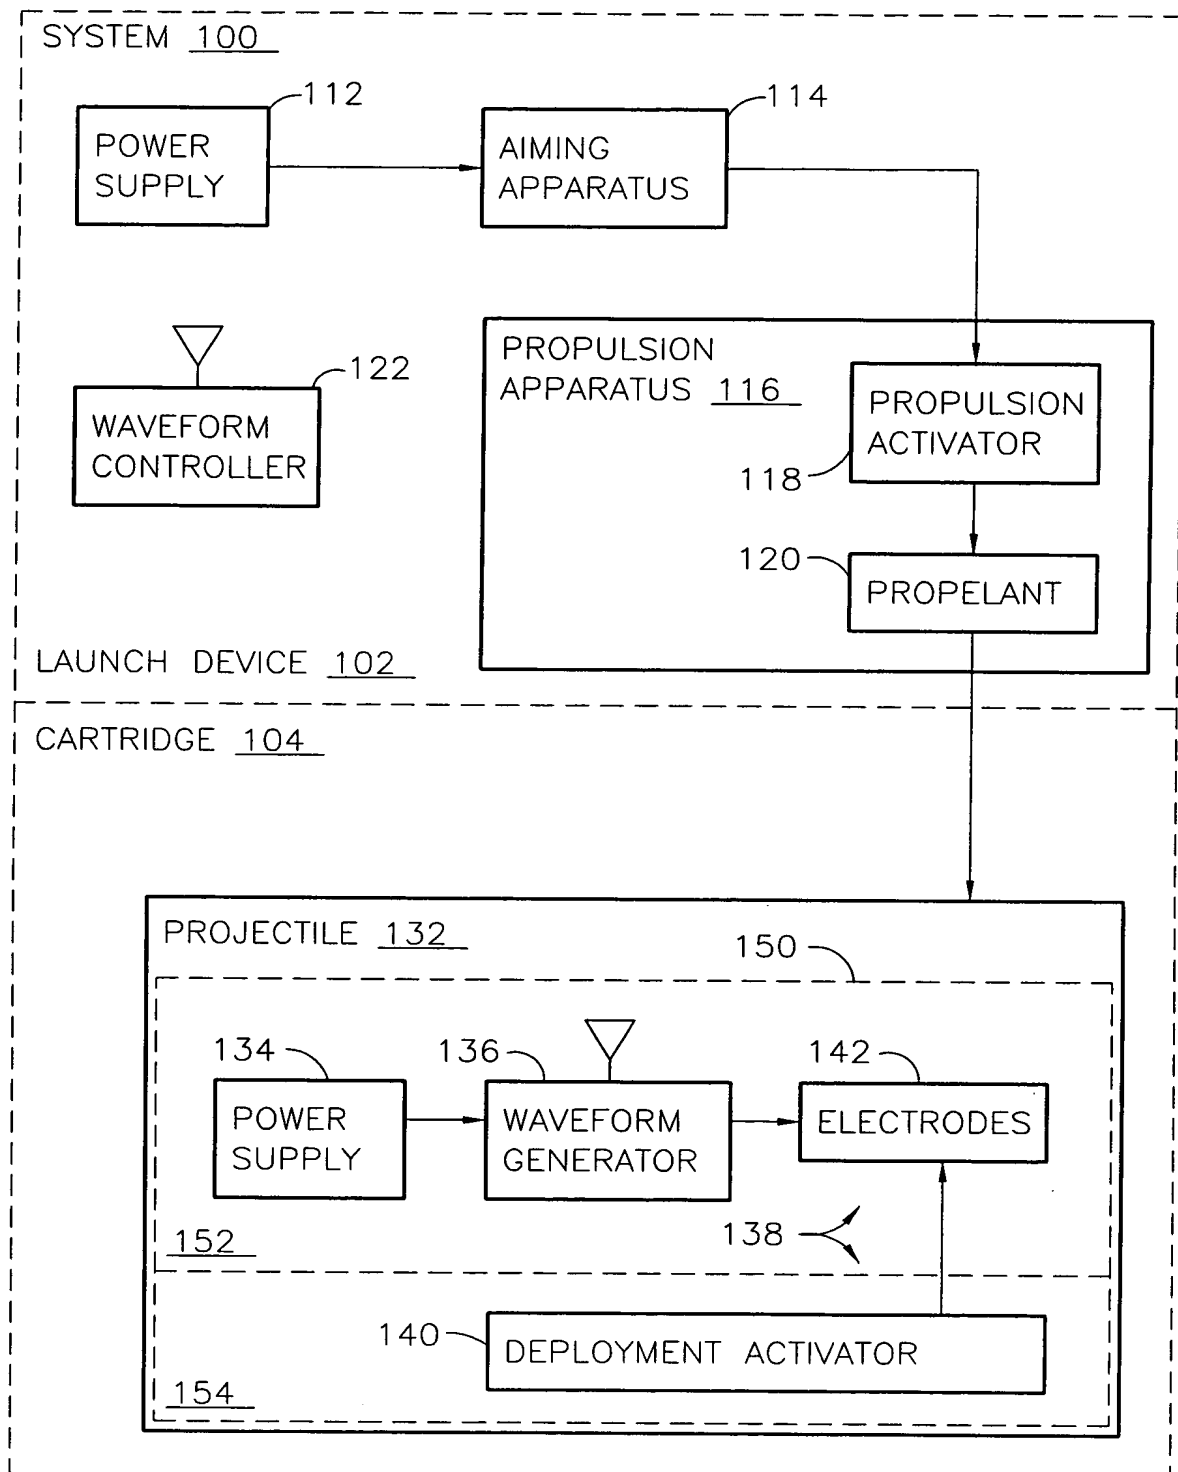 SYSTEM 100
112
114
POWER
SUPPLY
AIMING
APPARATUS
122
WAVEFORM
CONTROLLER
PROPULSION
APPARATUS 116
PROPULSION
ACTIVATOR
118
120
PROPELANT
LAUNCH DEVICE 102
CARTRIDGE 104
PROJECTILE 132
150
134
136
142
POWER
SUPPLY
WAVEFORM
GENERATOR
ELECTRODES
138
152
140
DEPLOYMENT ACTIVATOR
154